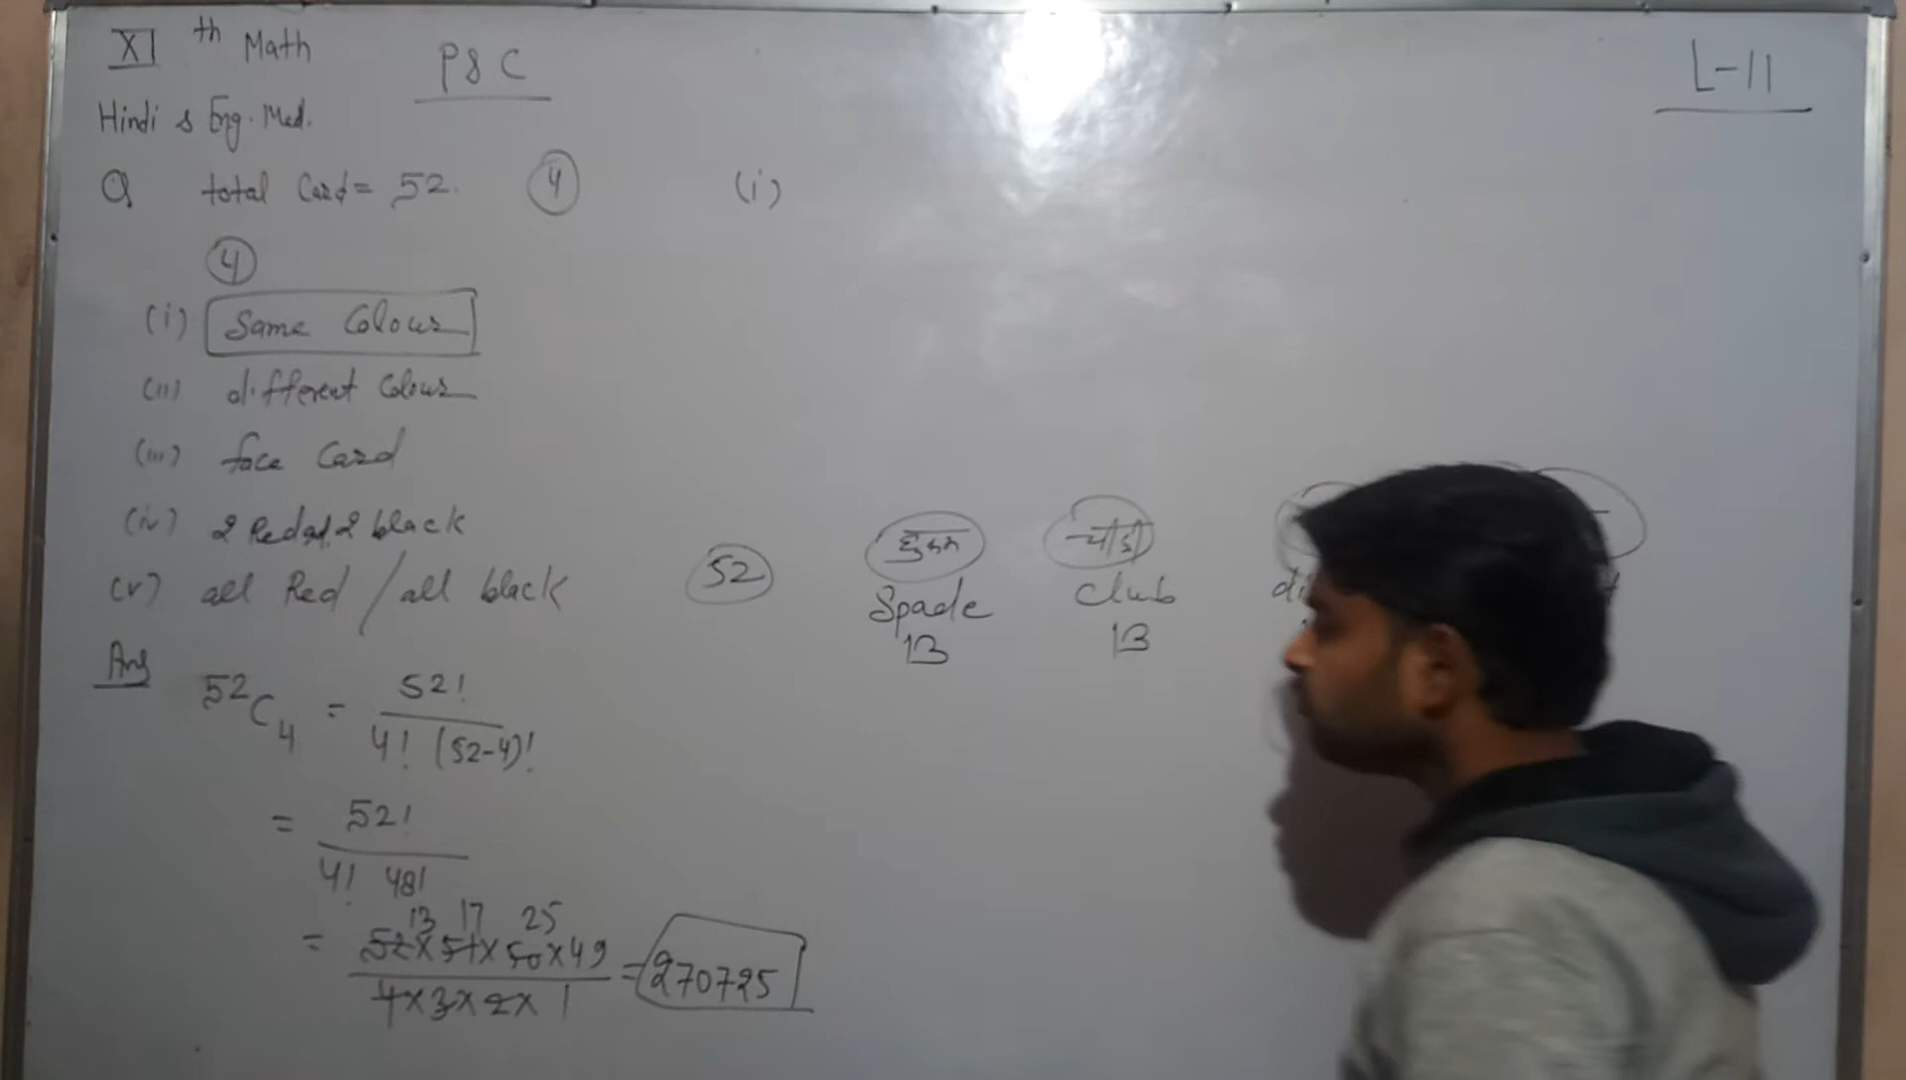 XI th Math
P & C
L-11
Hindi & Eng. Med.
Q total Card = 52. 4
(i)
4
(i) Same Colour
(ii) different Colour
(iii) face Card
(iv) 2 Red and 2 black
(v) all Red / all black
52
हुकुम चीड़ी
Spade Club
13 13
Ans
52C4 = 52! / 4! (52-4)!
= 52! / 4! 48!
13 17 25
= 52×51×50×49 / 4×3×2×1 = 270725